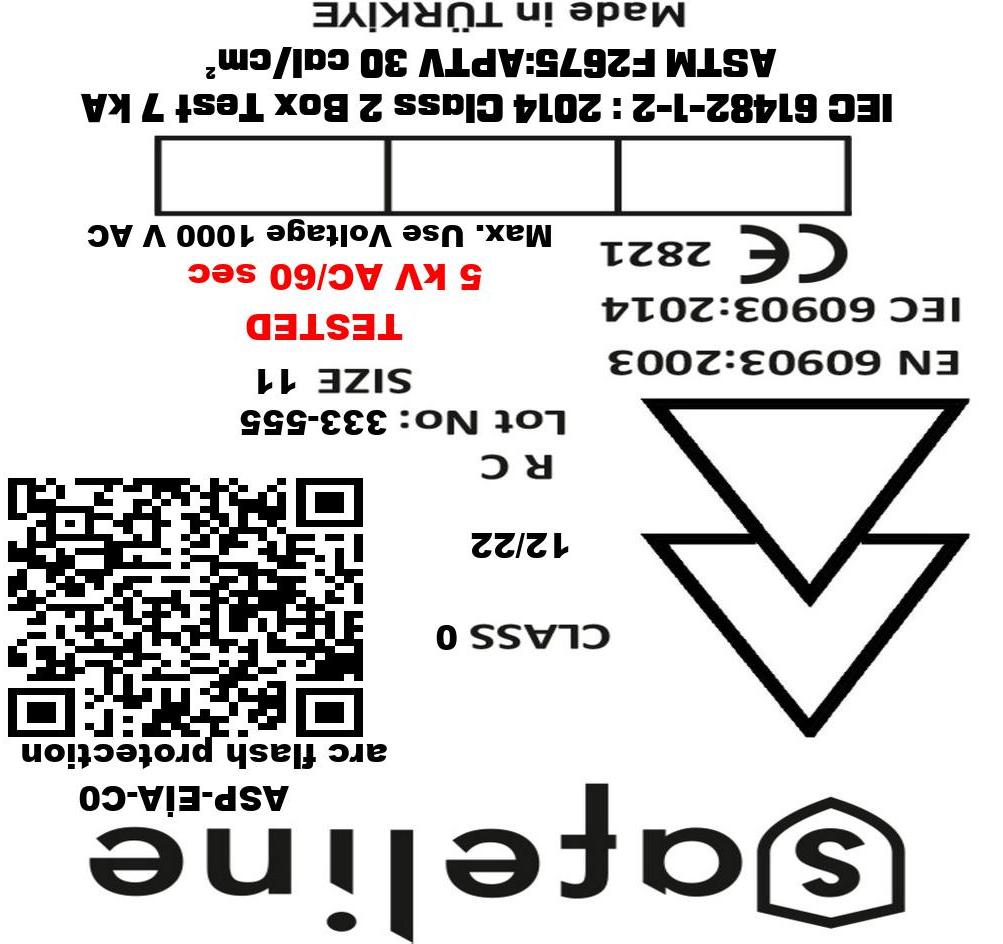 safeline
ASP-EİA-C0
arc flash protection
CLASS 0
12/22
R C
Lot No: 333-555
SIZE 11
TESTED
5 kV AC/60 sec
Max. Use Voltage 1000 V AC
EN 60903:2003
IEC 60903:2014
CE 2821
IEC 61482-1-2 : 2014 Class 2 Box Test 7 kA
ASTM F2675:APTV 30 cal/cm²
Made in TÜRKİYE